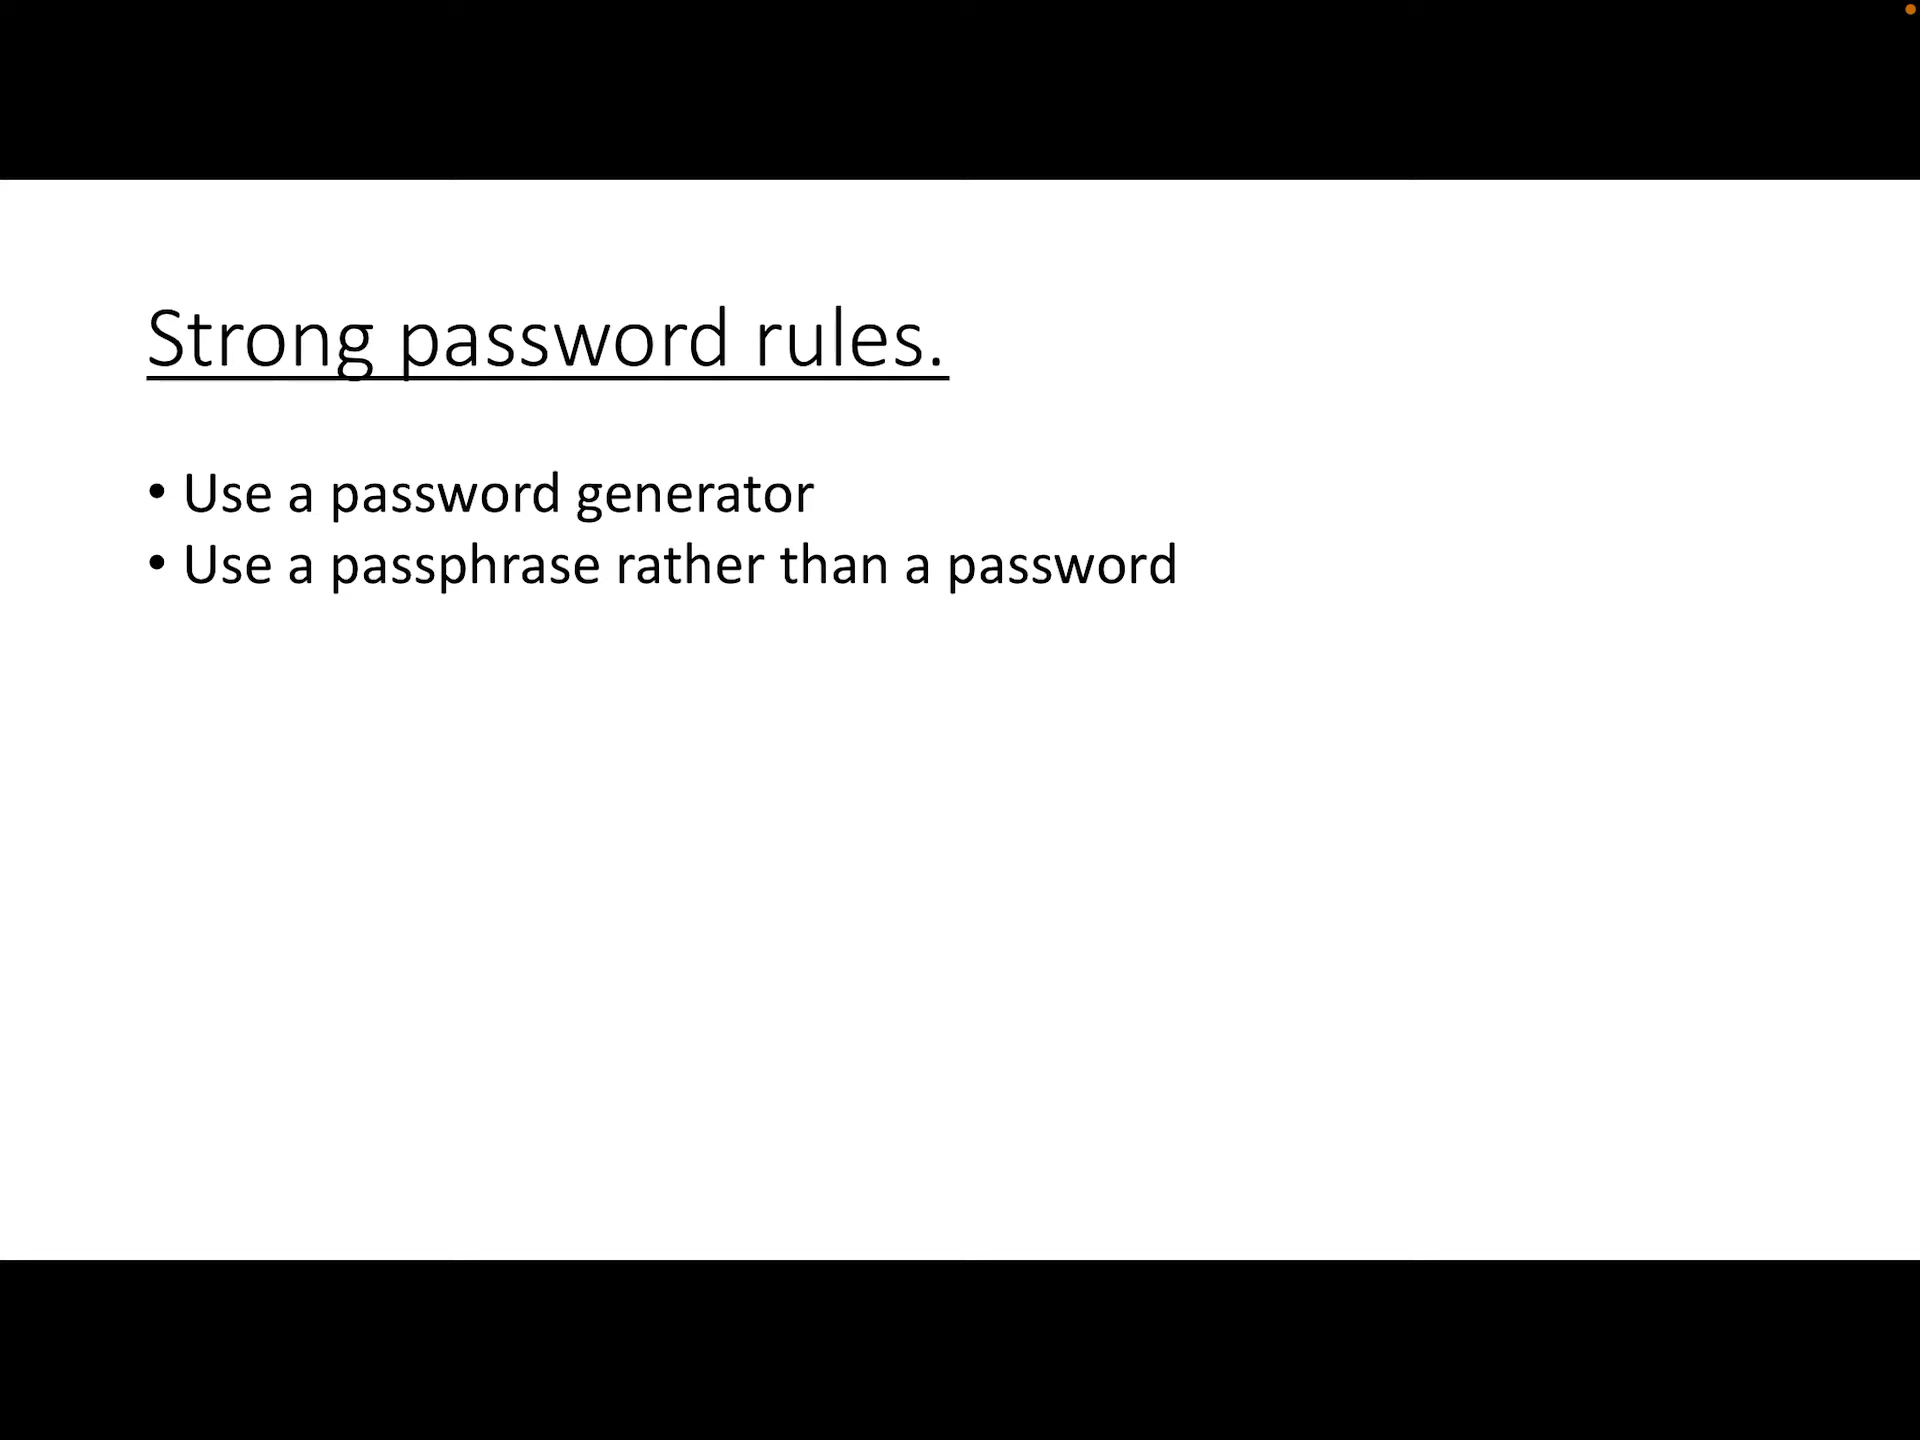 Strong password rules.
• Use a password generator
• Use a passphrase rather than a password